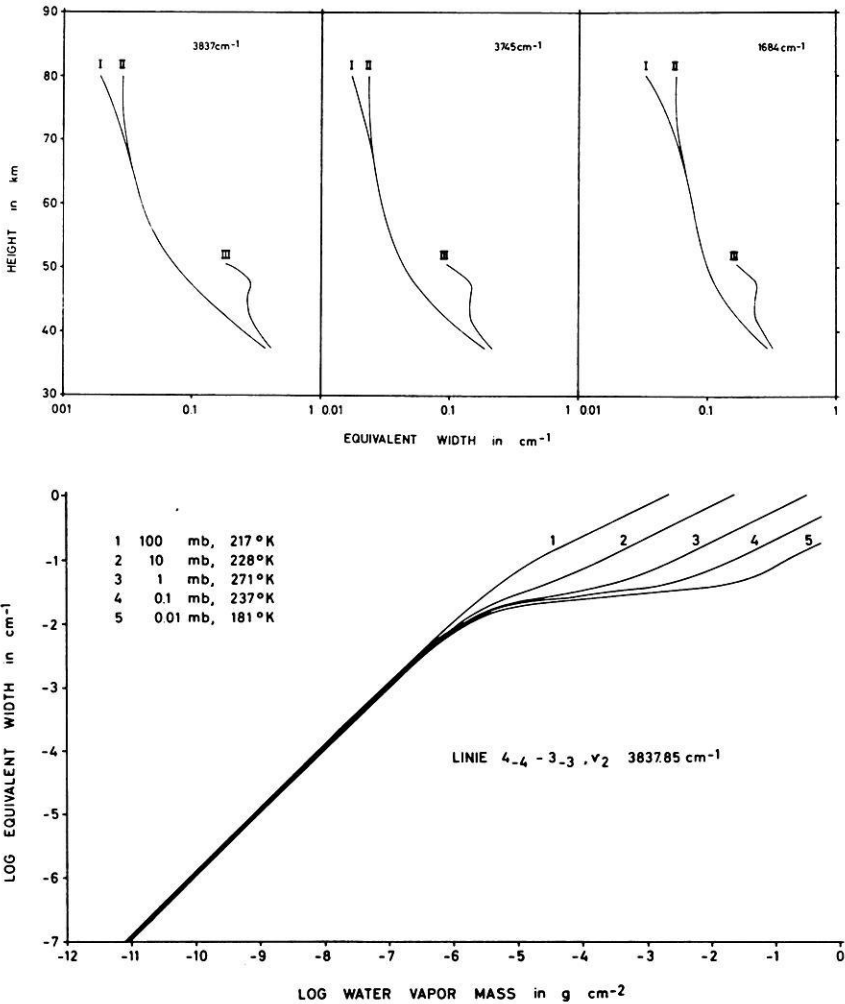 90
80
70
60
50
40
30
HEIGHT in km
3837cm⁻¹
I II
III
3745cm⁻¹
I II
III
1684cm⁻¹
I II
III
001 0.1 1 0.01 0.1 1 0.01 0.1 1
EQUIVALENT WIDTH in cm⁻¹
0
-1
-2
-3
-4
-5
-6
-7
LOG EQUIVALENT WIDTH in cm⁻¹
1 100 mb, 217°K
2 10 mb, 228°K
3 1 mb, 271°K
4 0.1 mb, 237°K
5 0.01 mb, 181°K
1 2 3 4 5
LINIE 4₋₄ - 3₋₃ , ν₂ 3837.85 cm⁻¹
-12 -11 -10 -9 -8 -7 -6 -5 -4 -3 -2 -1 0
LOG WATER VAPOR MASS in g cm⁻²